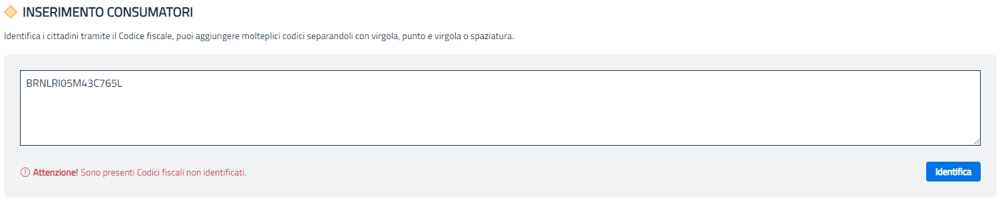 INSERIMENTO CONSUMATORI
Identifica i cittadini tramite il Codice fiscale, puoi aggiungere molteplici codici separandoli con virgola, punto e virgola o spaziatura.
BRNLRI05M43C765L
Attenzione! Sono presenti Codici fiscali non identificati.
Identifica